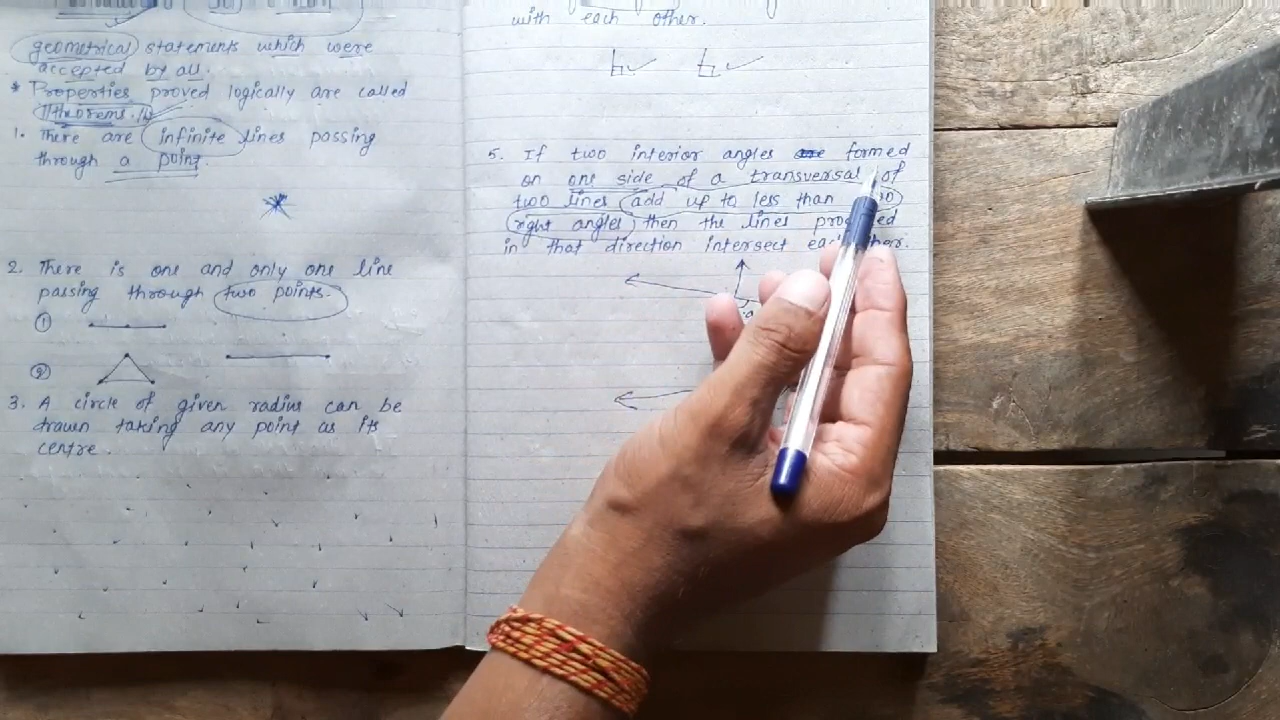 geometrical statements which were
accepted by all.
* Properties proved logically are called
Theorems.
1. There are infinite lines passing
through a point.
2. There is one and only one line
passing through two points.
①
②
3. A circle of given radius can be
drawn taking any point as its
centre.
with each other.
5. If two interior angles are formed
on one side of a transversal of
two lines add up to less than
right angles then the lines
in that direction intersect